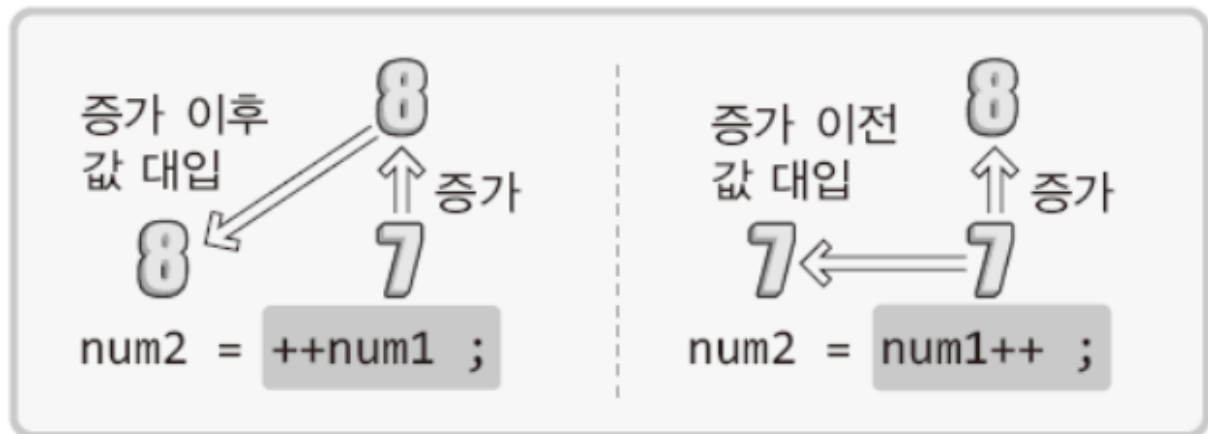 8
증가 이후
값 대입
증가
8
7
num2 = ++num1 ;
8
증가 이전
값 대입
증가
7
7
num2 = num1++ ;